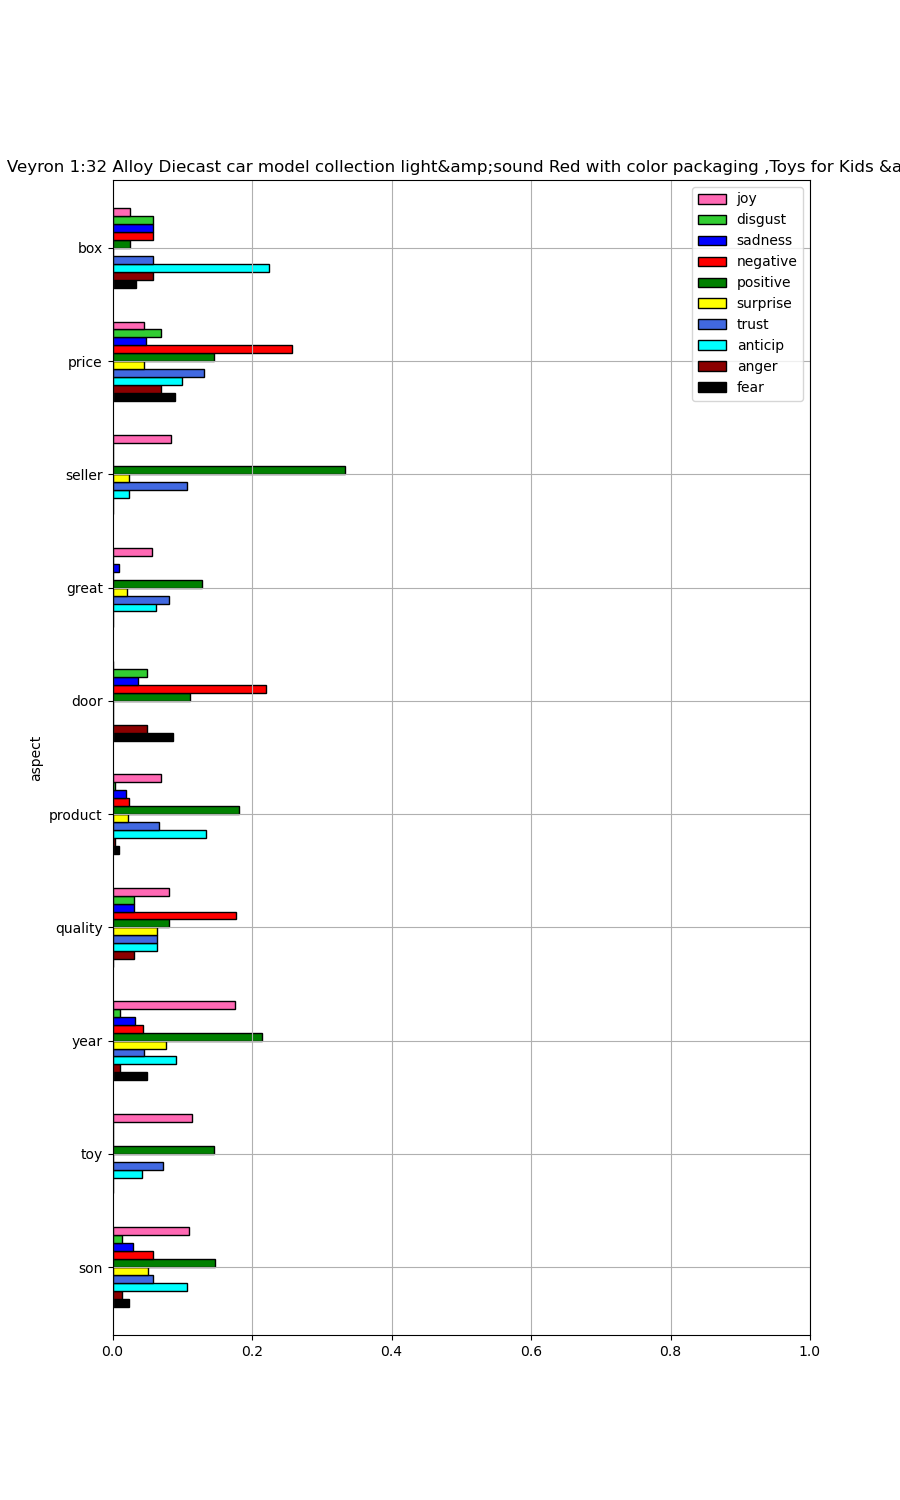 Veyron 1:32 Alloy Diecast car model collection light&amp;sound Red with color packaging ,Toys for Kids &a
joy
disgust
sadness
negative
positive
surprise
trust
anticip
anger
fear
box
price
seller
great
door
product
quality
year
toy
son
aspect
0.0 0.2 0.4 0.6 0.8 1.0